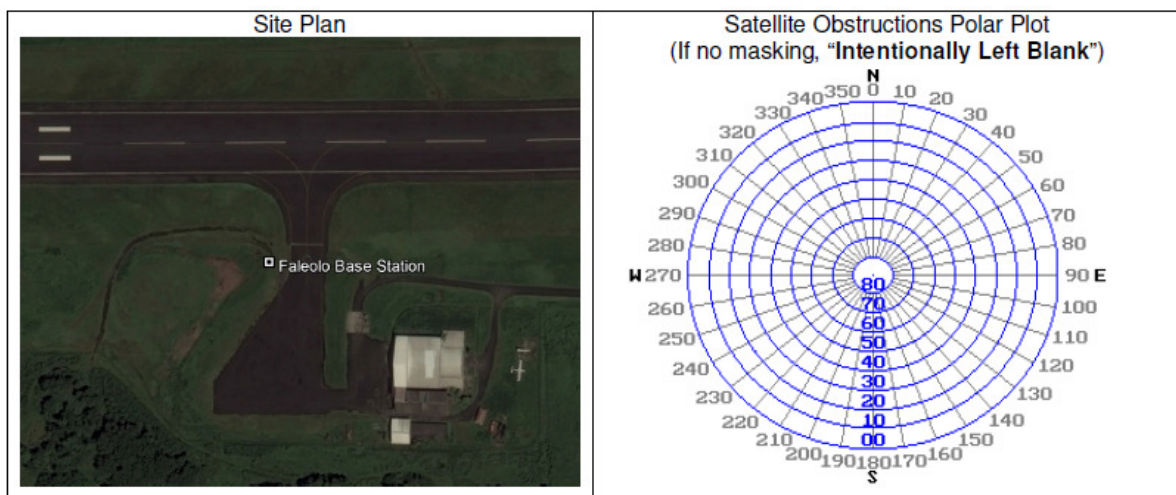 Site Plan
Faleolo Base Station
Satellite Obstructions Polar Plot
(If no masking, “Intentionally Left Blank”)
N
350 0 10
340 20
330 30
320 40
310 50
300 60
290 70
280 80
W 270 90 E
260 100
250 110
240 120
230 130
220 140
210 150
200 190 180 170 160
S
80
70
60
50
40
30
20
10
00